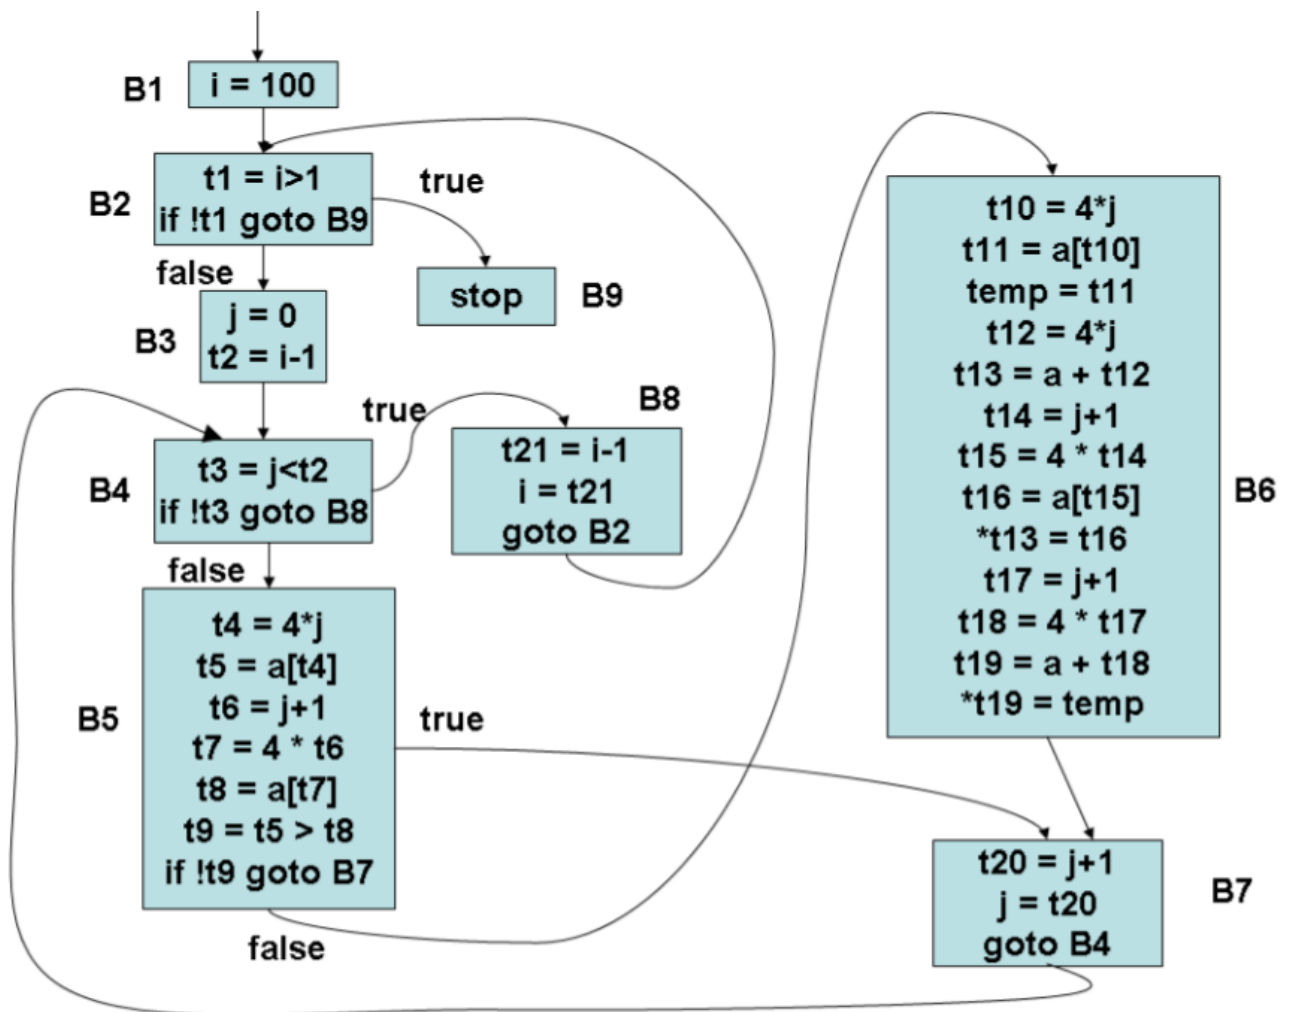 B1
i = 100
B2
t1 = i>1
if !t1 goto B9
true
false
stop
B9
B3
j = 0
t2 = i-1
B4
t3 = j<t2
if !t3 goto B8
true
false
B8
t21 = i-1
i = t21
goto B2
B5
t4 = 4*j
t5 = a[t4]
t6 = j+1
t7 = 4 * t6
t8 = a[t7]
t9 = t5 > t8
if !t9 goto B7
true
false
t10 = 4*j
t11 = a[t10]
temp = t11
t12 = 4*j
t13 = a + t12
t14 = j+1
t15 = 4 * t14
t16 = a[t15]
*t13 = t16
t17 = j+1
t18 = 4 * t17
t19 = a + t18
*t19 = temp
B6
t20 = j+1
j = t20
goto B4
B7